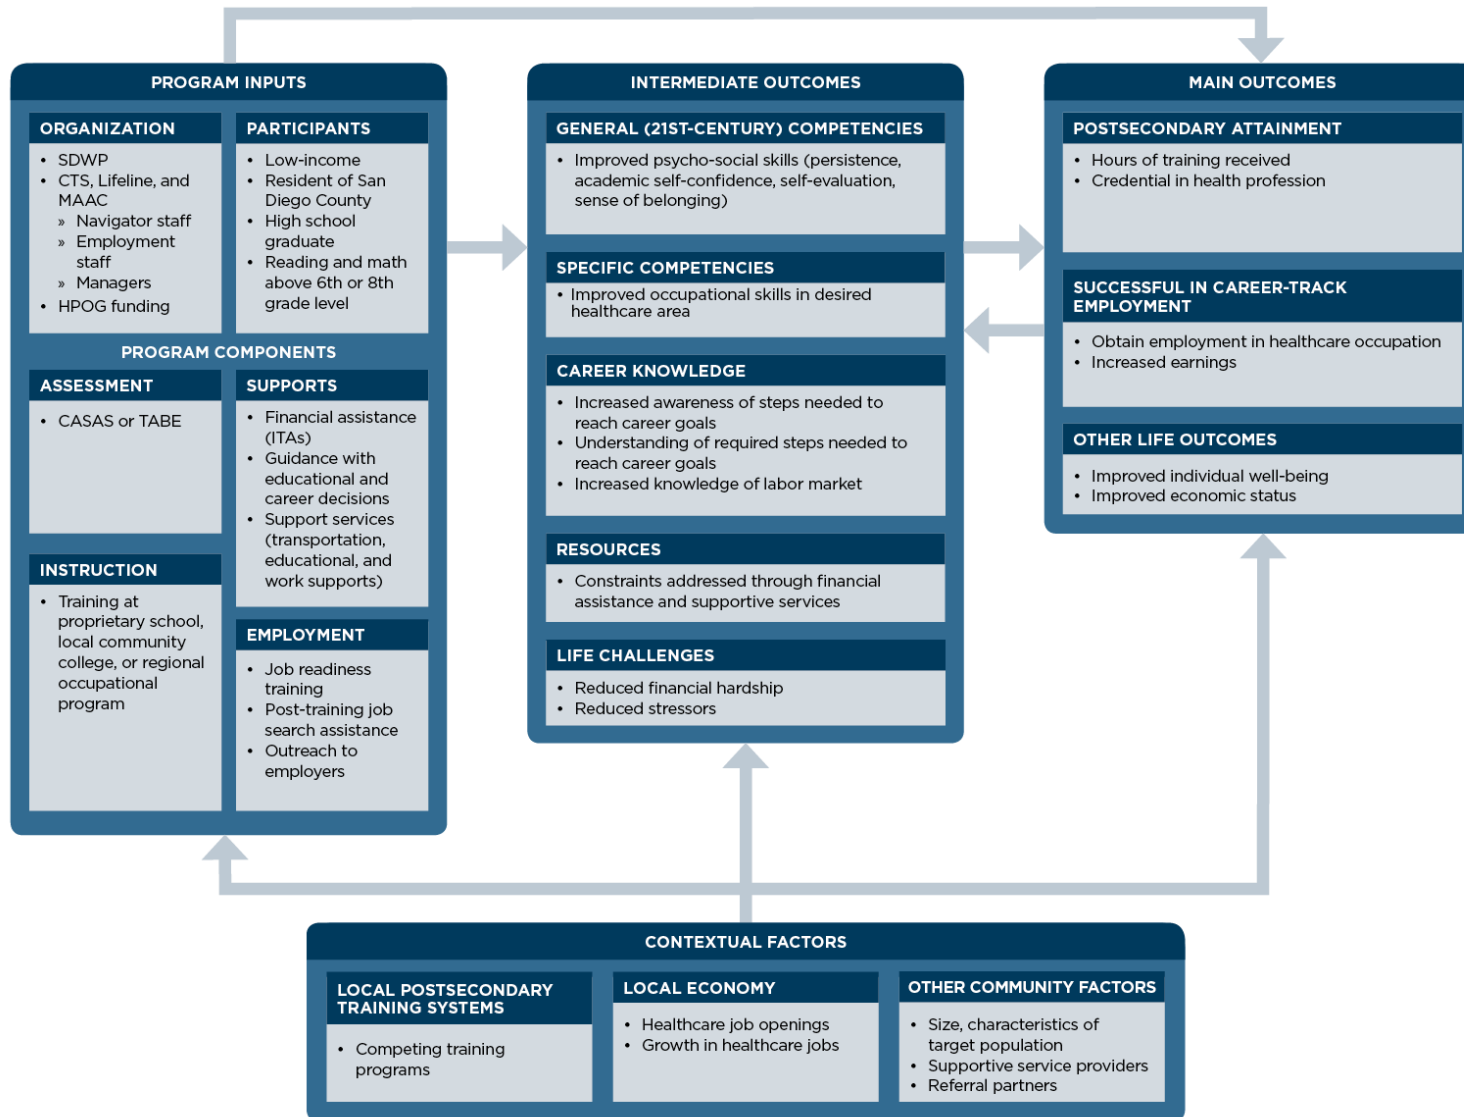 PROGRAM INPUTS
ORGANIZATION
• SDWP
• CTS, Lifeline, and
MAAC
» Navigator staff
» Employment
staff
» Managers
• HPOG funding
PARTICIPANTS
• Low-income
• Resident of San
Diego County
• High school
graduate
• Reading and math
above 6th or 8th
grade level
PROGRAM COMPONENTS
ASSESSMENT
• CASAS or TABE
SUPPORTS
• Financial assistance
(ITAs)
• Guidance with
educational and
career decisions
• Support services
(transportation,
educational, and
work supports)
INSTRUCTION
• Training at
proprietary school,
local community
college, or regional
occupational
program
EMPLOYMENT
• Job readiness
training
• Post-training job
search assistance
• Outreach to
employers
INTERMEDIATE OUTCOMES
GENERAL (21ST-CENTURY) COMPETENCIES
• Improved psycho-social skills (persistence,
academic self-confidence, self-evaluation,
sense of belonging)
SPECIFIC COMPETENCIES
• Improved occupational skills in desired
healthcare area
CAREER KNOWLEDGE
• Increased awareness of steps needed to
reach career goals
• Understanding of required steps needed to
reach career goals
• Increased knowledge of labor market
RESOURCES
• Constraints addressed through financial
assistance and supportive services
LIFE CHALLENGES
• Reduced financial hardship
• Reduced stressors
MAIN OUTCOMES
POSTSECONDARY ATTAINMENT
• Hours of training received
• Credential in health profession
SUCCESSFUL IN CAREER-TRACK
EMPLOYMENT
• Obtain employment in healthcare occupation
• Increased earnings
OTHER LIFE OUTCOMES
• Improved individual well-being
• Improved economic status
CONTEXTUAL FACTORS
LOCAL POSTSECONDARY
TRAINING SYSTEMS
• Competing training
programs
LOCAL ECONOMY
• Healthcare job openings
• Growth in healthcare jobs
OTHER COMMUNITY FACTORS
• Size, characteristics of
target population
• Supportive service providers
• Referral partners